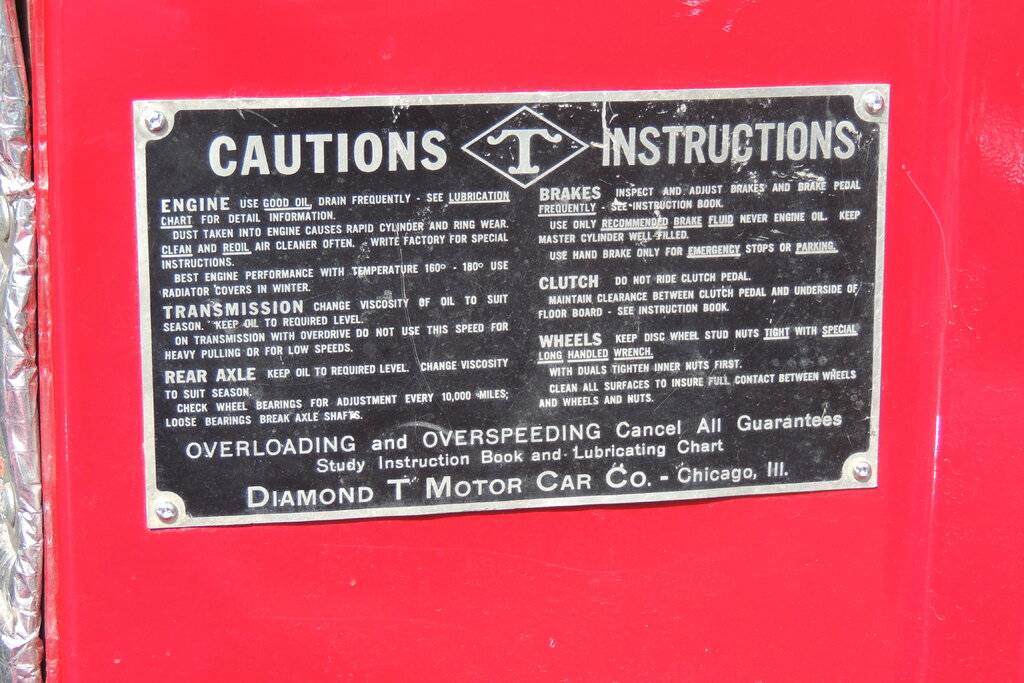 CAUTIONS T INSTRUCTIONS
ENGINE USE GOOD OIL, DRAIN FREQUENTLY - SEE LUBRICATION
CHART FOR DETAIL INFORMATION.
DUST TAKEN INTO ENGINE CAUSES RAPID CYLINDER AND RING WEAR.
CLEAN AND REOIL AIR CLEANER OFTEN. WRITE FACTORY FOR SPECIAL
INSTRUCTIONS.
BEST ENGINE PERFORMANCE WITH TEMPERATURE 160° - 180° USE
RADIATOR COVERS IN WINTER.
TRANSMISSION CHANGE VISCOSITY OF OIL TO SUIT
SEASON. KEEP OIL TO REQUIRED LEVEL.
ON TRANSMISSION WITH OVERDRIVE DO NOT USE THIS SPEED FOR
HEAVY PULLING OR FOR LOW SPEEDS.
REAR AXLE KEEP OIL TO REQUIRED LEVEL. CHANGE VISCOSITY
TO SUIT SEASON.
CHECK WHEEL BEARINGS FOR ADJUSTMENT EVERY 10,000 MILES;
LOOSE BEARINGS BREAK AXLE SHAFTS.
BRAKES INSPECT AND ADJUST BRAKES AND BRAKE PEDAL
FREQUENTLY - SEE INSTRUCTION BOOK.
USE ONLY RECOMMENDED BRAKE FLUID NEVER ENGINE OIL. KEEP
MASTER CYLINDER WELL FILLED.
USE HAND BRAKE ONLY FOR EMERGENCY STOPS OR PARKING.
CLUTCH DO NOT RIDE CLUTCH PEDAL.
MAINTAIN CLEARANCE BETWEEN CLUTCH PEDAL AND UNDERSIDE OF
FLOOR BOARD - SEE INSTRUCTION BOOK.
WHEELS KEEP DISC WHEEL STUD NUTS TIGHT WITH SPECIAL
LONG HANDLED WRENCH.
WITH DUALS TIGHTEN INNER NUTS FIRST.
CLEAN ALL SURFACES TO INSURE FULL CONTACT BETWEEN WHEELS
AND WHEELS AND NUTS.
OVERLOADING and OVERSPEEDING Cancel All Guarantees
Study Instruction Book and Lubricating Chart
DIAMOND T MOTOR CAR CO. - Chicago, Ill.